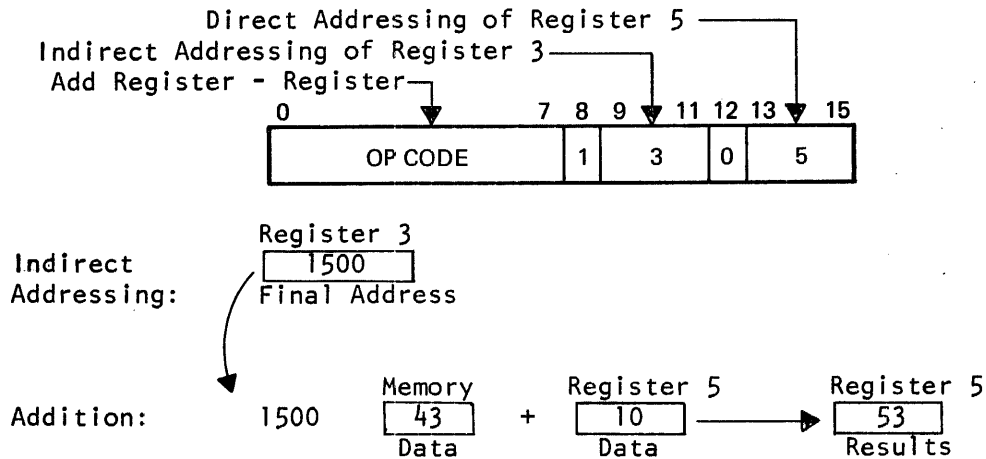 Direct Addressing of Register 5
Indirect Addressing of Register 3
Add Register - Register
0 7 8 9 11 12 13 15
OP CODE 1 3 0 5
Register 3
Indirect 1500
Addressing: Final Address
Memory Register 5 Register 5
Addition: 1500 43 + 10 53
Data Data Results